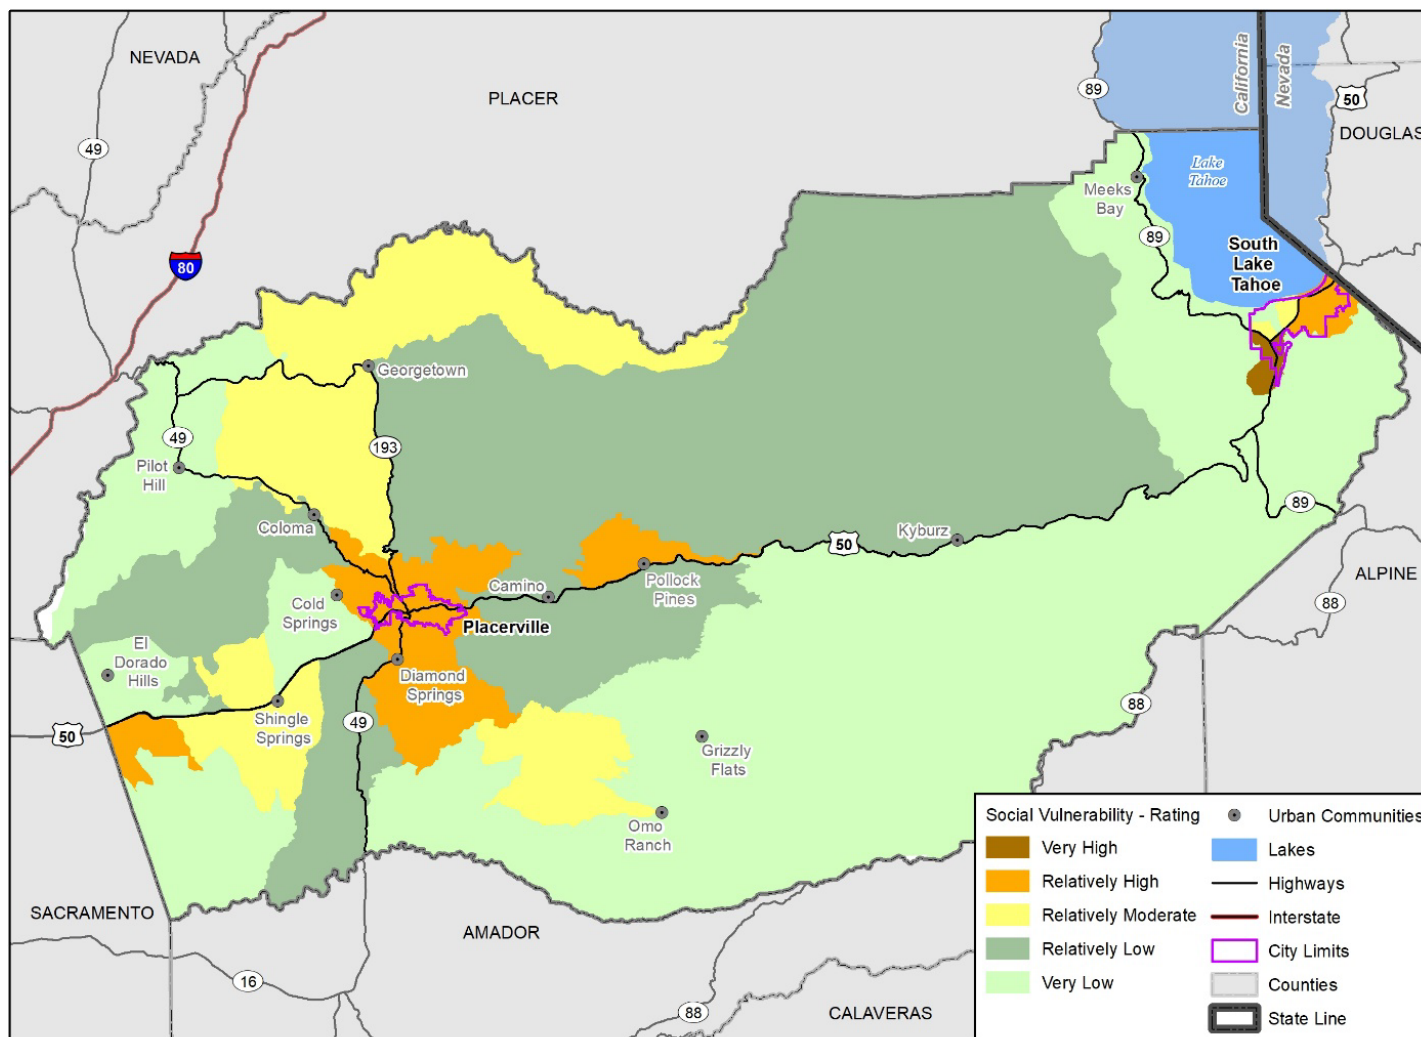 NEVADA
PLACER
89
California
Nevada
50
DOUGLAS
49
Lake
Tahoe
Meeks
Bay
89
South
Lake
Tahoe
80
Georgetown
49
193
Pilot
Hill
Coloma
50
Kyburz
89
Camino
Pollock
Pines
ALPINE
88
Cold
Springs
Placerville
El
Dorado
Hills
Diamond
Springs
Shingle
Springs
49
50
88
Grizzly
Flats
Omo
Ranch
SACRAMENTO
AMADOR
16
88
CALAVERAS
Social Vulnerability - Rating
Very High
Relatively High
Relatively Moderate
Relatively Low
Very Low
Urban Communities
Lakes
Highways
Interstate
City Limits
Counties
State Line